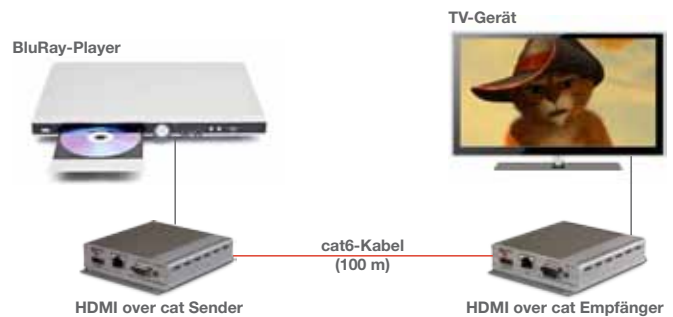 TV-Gerät
BluRay-Player
cat6-Kabel
(100 m)
HDMI over cat Sender
HDMI over cat Empfänger